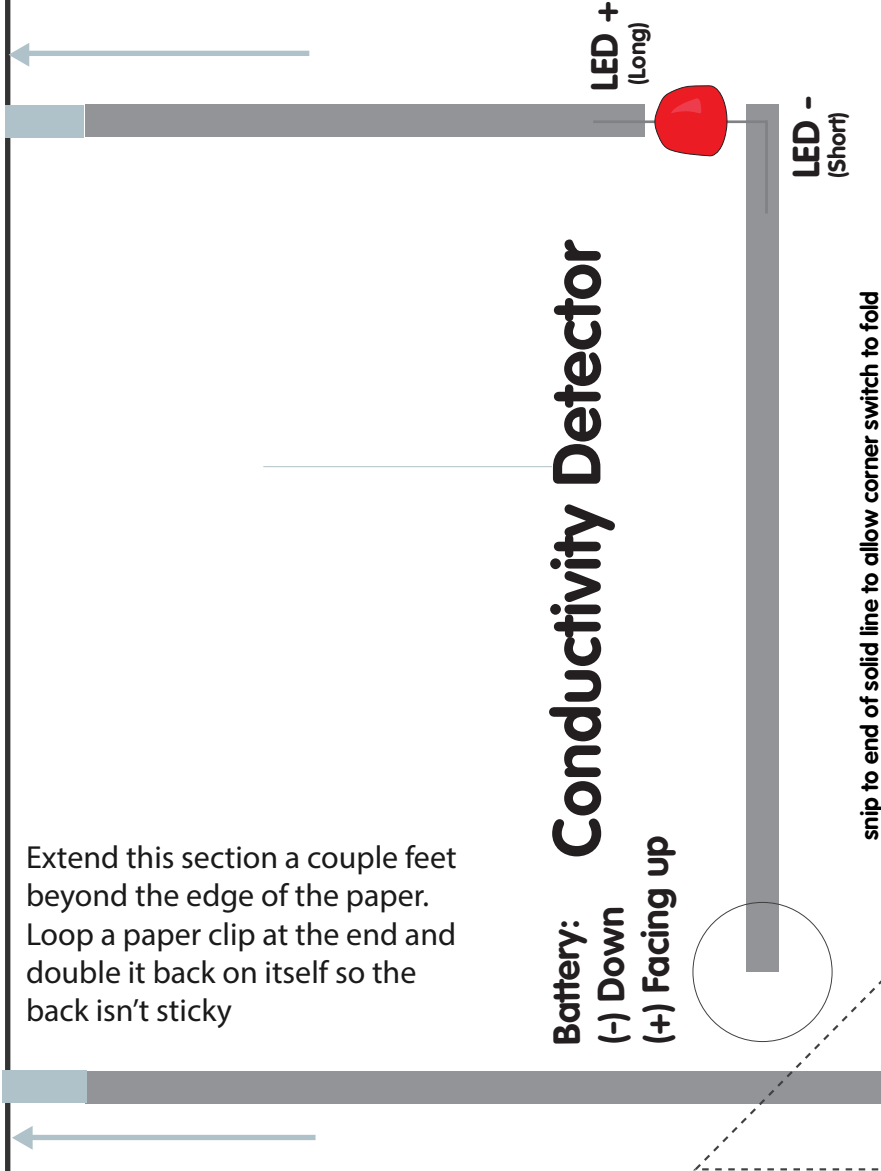 LED +
(Long)
LED -
(Short)
Conductivity Detector
Battery:
(-) Down
(+) Facing up
Extend this section a couple feet
beyond the edge of the paper.
Loop a paper clip at the end and
double it back on itself so the
back isn't sticky
snip to end of solid line to allow corner switch to fold